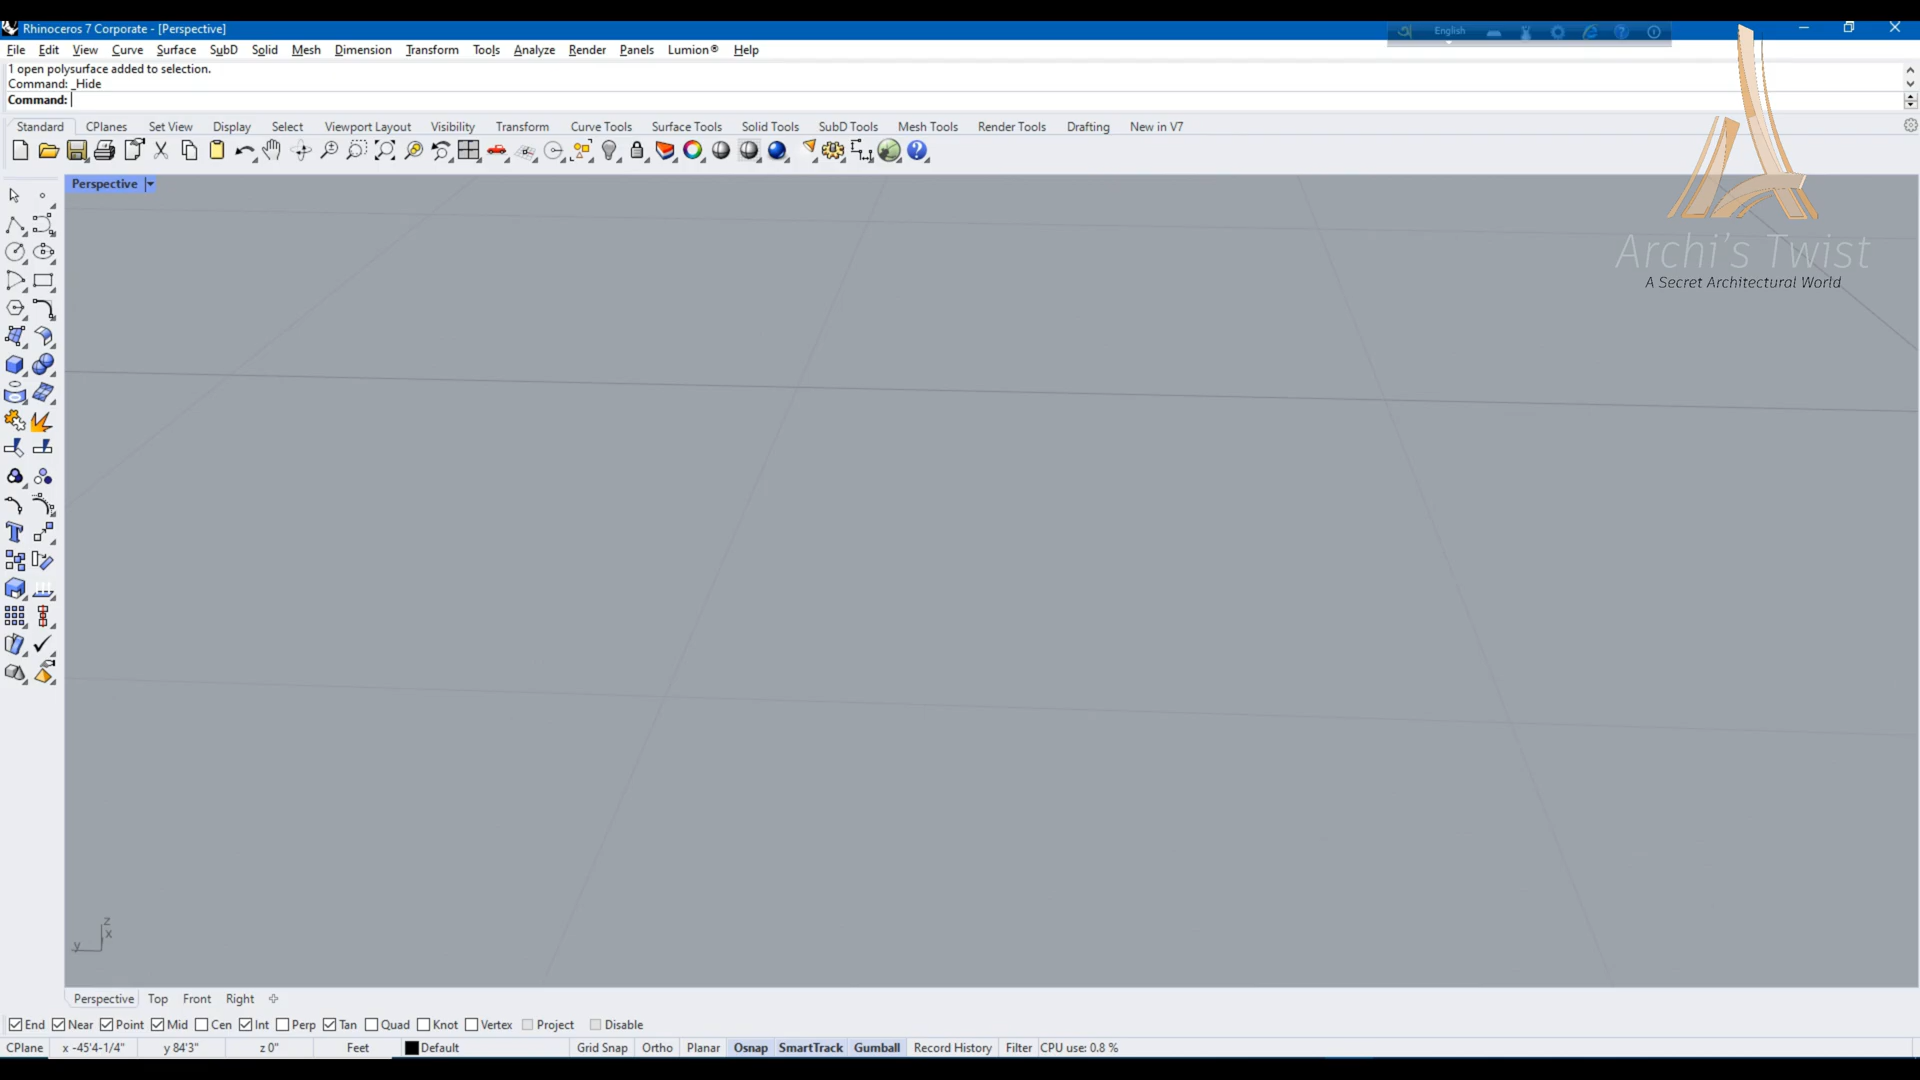 Rhinoceros 7 Corporate - [Perspective]
English
File Edit View Curve Surface SubD Solid Mesh Dimension Transform Tools Analyze Render Panels Lumion® Help
1 open polysurface added to selection.
Command: _Hide
Command:
Standard CPlanes Set View Display Select Viewport Layout Visibility Transform Curve Tools Surface Tools Solid Tools SubD Tools Mesh Tools Render Tools Drafting New in V7
Perspective
Archi's Twist
A Secret Architectural World
z
x
y
Perspective Top Front Right
End Near Point Mid Cen Int Perp Tan Quad Knot Vertex Project Disable
CPlane x -45'4-1/4" y 84'3" z 0" Feet Default Grid Snap Ortho Planar Osnap SmartTrack Gumball Record History Filter CPU use: 0.8 %